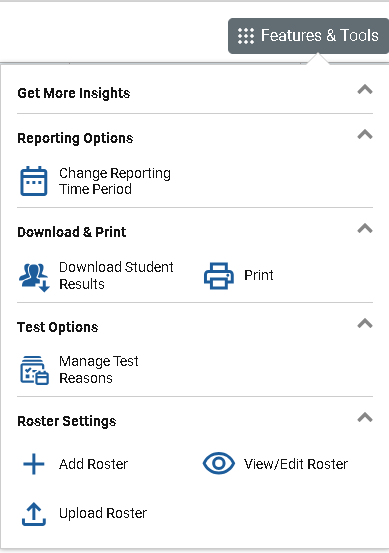 Features & Tools
Get More Insights
Reporting Options
Change Reporting
Time Period
Download & Print
Download Student
Results
Print
Test Options
Manage Test
Reasons
Roster Settings
Add Roster
View/Edit Roster
Upload Roster